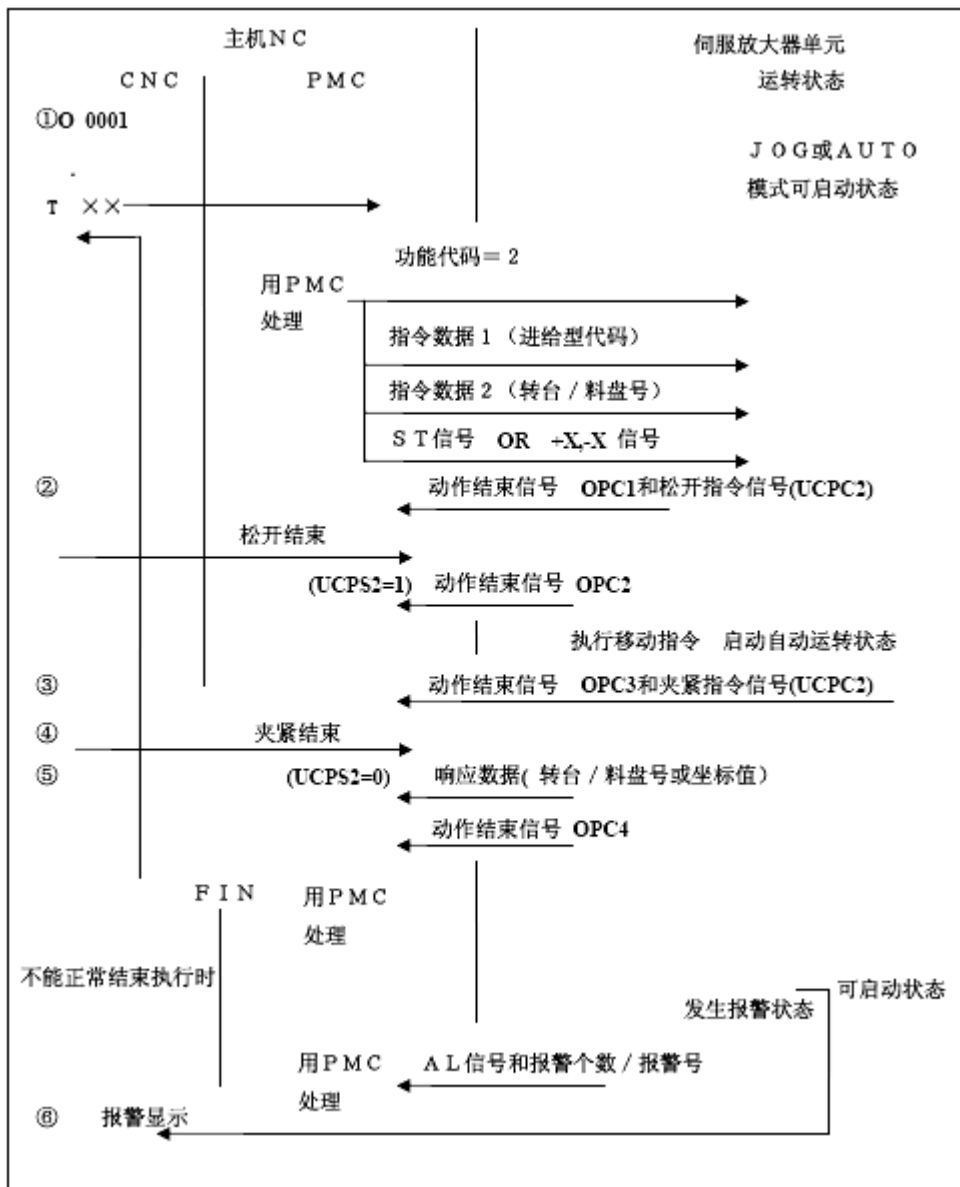 主机ＮＣ
伺服放大器单元
ＣＮＣ ＰＭＣ 运转状态
①O 0001
ＪＯＧ或ＡＵＴＯ
模式可启动状态
T ××
功能代码＝２
用ＰＭＣ
处理
指令数据１（进给型代码）
指令数据２（转台／料盘号）
ＳＴ信号 OR +X,-X 信号
② 动作结束信号 OPC1和松开指令信号(UCPC2)
松开结束
(UCPS2=1) 动作结束信号 OPC2
执行移动指令 启动自动运转状态
③ 动作结束信号 OPC3和夹紧指令信号(UCPC2)
④ 夹紧结束
⑤ (UCPS2=0) 响应数据( 转台／料盘号或坐标值）
动作结束信号 OPC4
ＦＩＮ 用ＰＭＣ
处理
不能正常结束执行时
可启动状态
发生报警状态
用ＰＭＣ ＡＬ信号和报警个数／报警号
处理
⑥ 报警显示